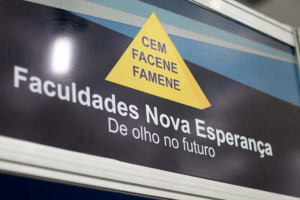 CEM
FACENE
FAMENE
Faculdades Nova Esperança
De olho no futuro